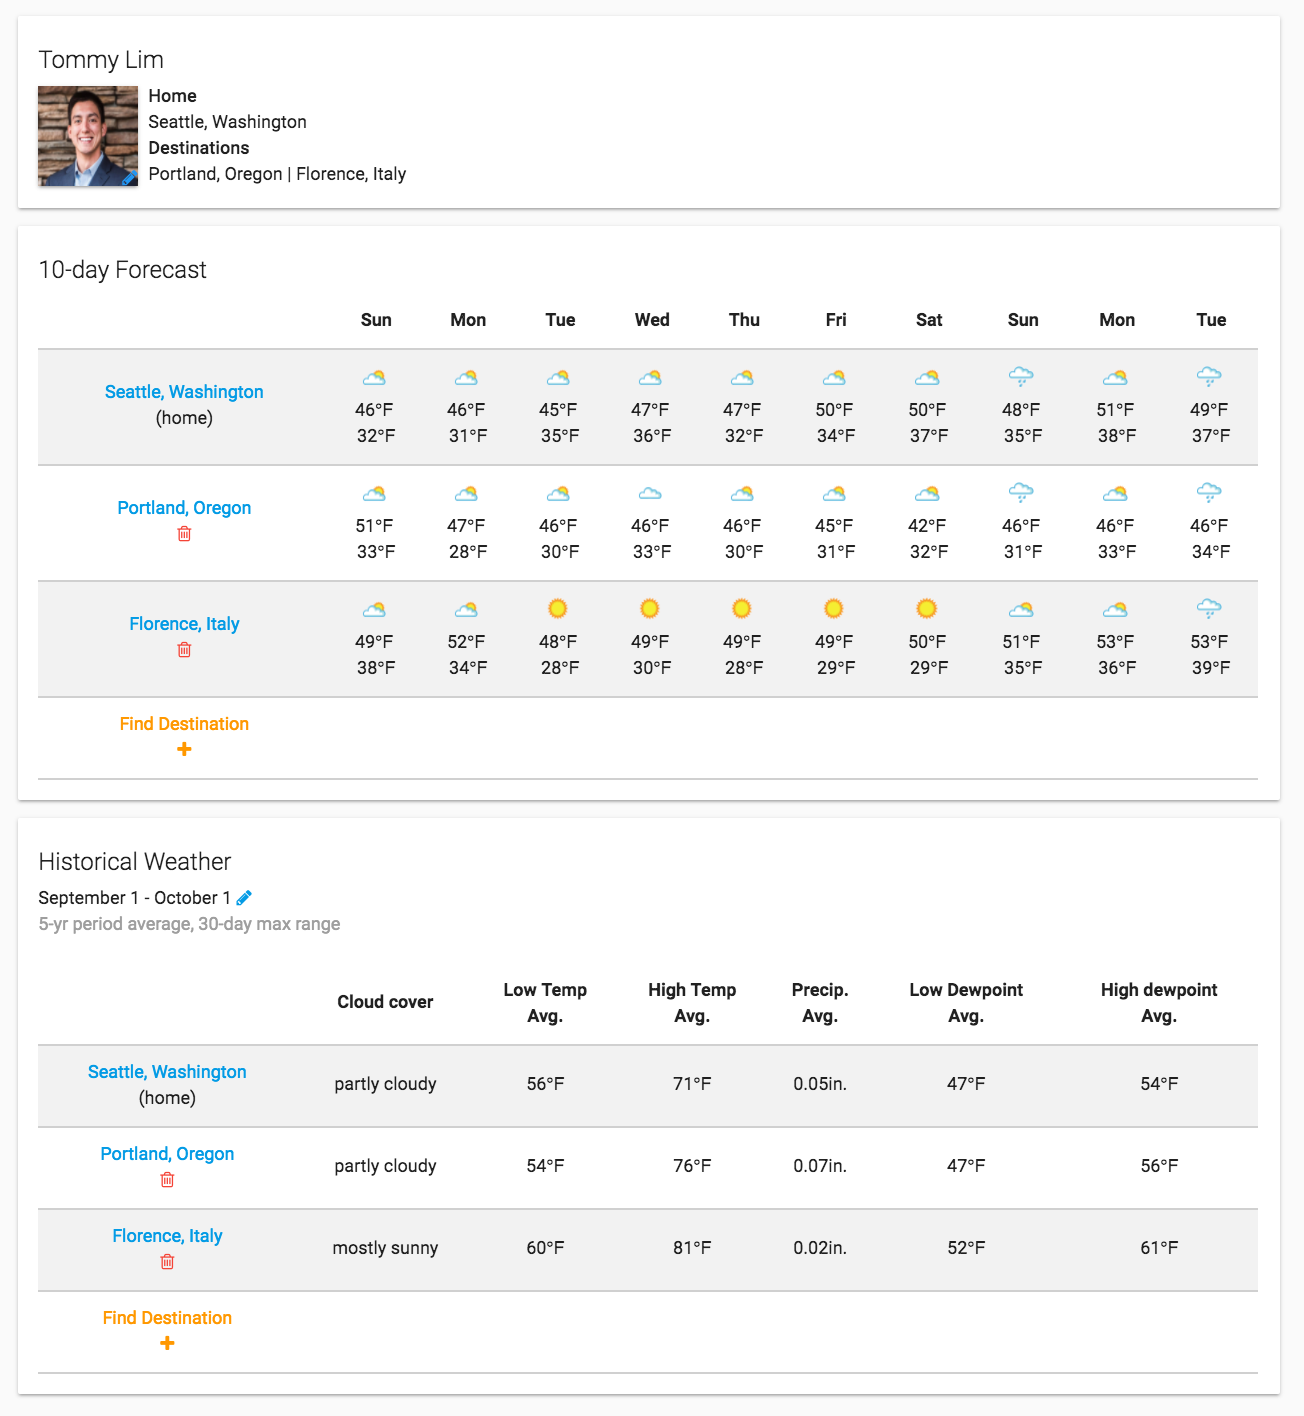 Tommy Lim
Home
Seattle, Washington
Destinations
Portland, Oregon | Florence, Italy
10-day Forecast
Sun Mon Tue Wed Thu Fri Sat Sun Mon Tue
Seattle, Washington
(home)
46°F 46°F 45°F 47°F 47°F 50°F 50°F 48°F 51°F 49°F
32°F 31°F 35°F 36°F 32°F 34°F 37°F 35°F 38°F 37°F
Portland, Oregon
51°F 47°F 46°F 46°F 46°F 45°F 42°F 46°F 46°F 46°F
33°F 28°F 30°F 33°F 30°F 31°F 32°F 31°F 33°F 34°F
Florence, Italy
49°F 52°F 48°F 49°F 49°F 49°F 50°F 51°F 53°F 53°F
38°F 34°F 28°F 30°F 28°F 29°F 29°F 35°F 36°F 39°F
Find Destination
Historical Weather
September 1 - October 1
5-yr period average, 30-day max range
Cloud cover
Low Temp
Avg.
High Temp
Avg.
Precip.
Avg.
Low Dewpoint
Avg.
High dewpoint
Avg.
Seattle, Washington
(home)
partly cloudy 56°F 71°F 0.05in. 47°F 54°F
Portland, Oregon
partly cloudy 54°F 76°F 0.07in. 47°F 56°F
Florence, Italy
mostly sunny 60°F 81°F 0.02in. 52°F 61°F
Find Destination